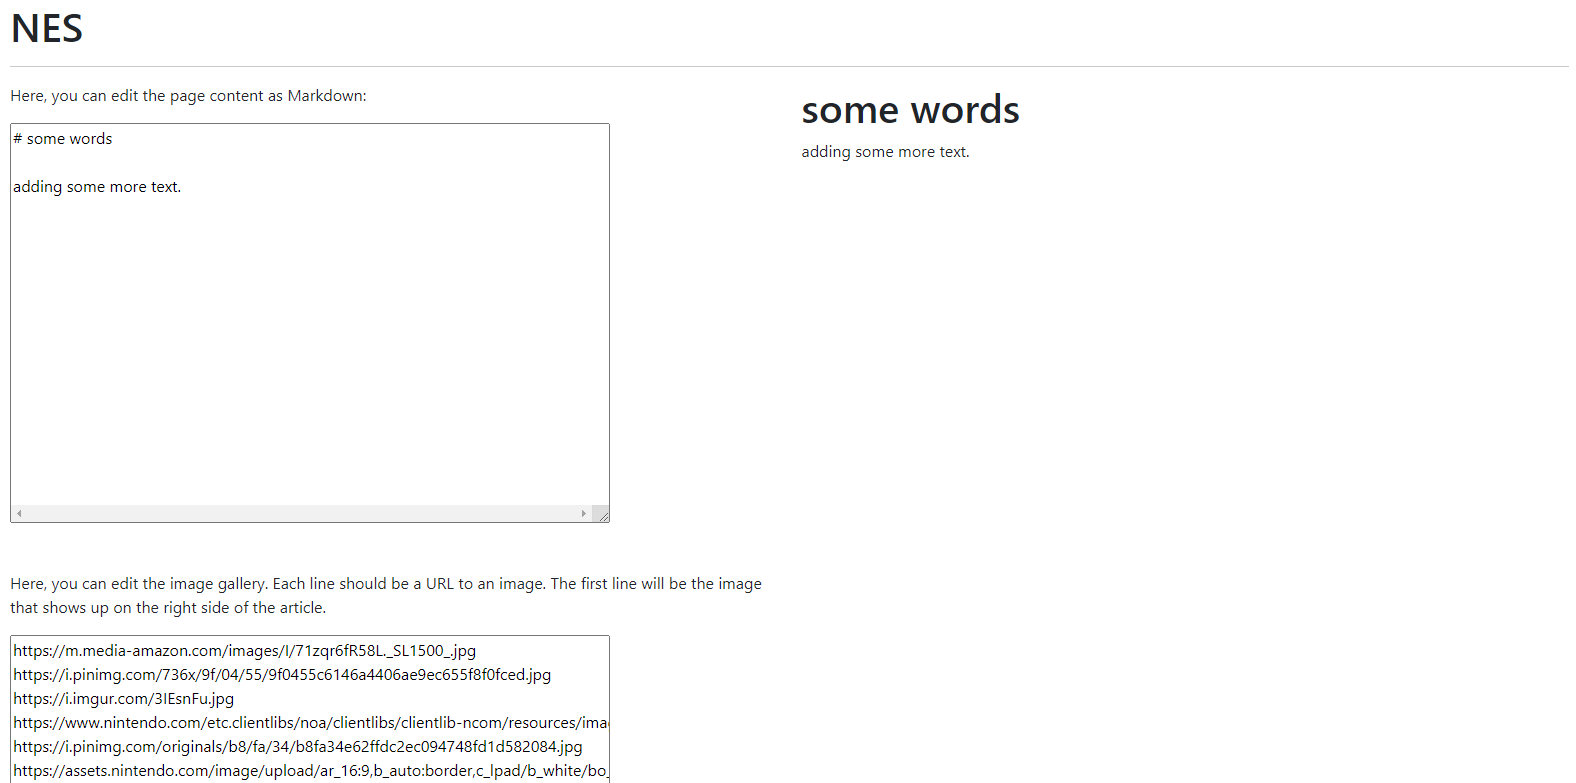 NES
Here, you can edit the page content as Markdown:
# some words
adding some more text.
some words
adding some more text.
Here, you can edit the image gallery. Each line should be a URL to an image. The first line will be the image
that shows up on the right side of the article.
https://m.media-amazon.com/images/I/71zqr6fR58L._SL1500_.jpg
https://i.pinimg.com/736x/9f/04/55/9f0455c6146a4406ae9ec655f8f0fced.jpg
https://i.imgur.com/3IEsnFu.jpg
https://www.nintendo.com/etc.clientlibs/noa/clientlibs/clientlib-ncom/resources/ima
https://i.pinimg.com/originals/b8/fa/34/b8fa34e62ffdc2ec094748fd1d582084.jpg
https://assets.nintendo.com/image/upload/ar_16:9,b_auto:border,c_lpad/b_white/bo_